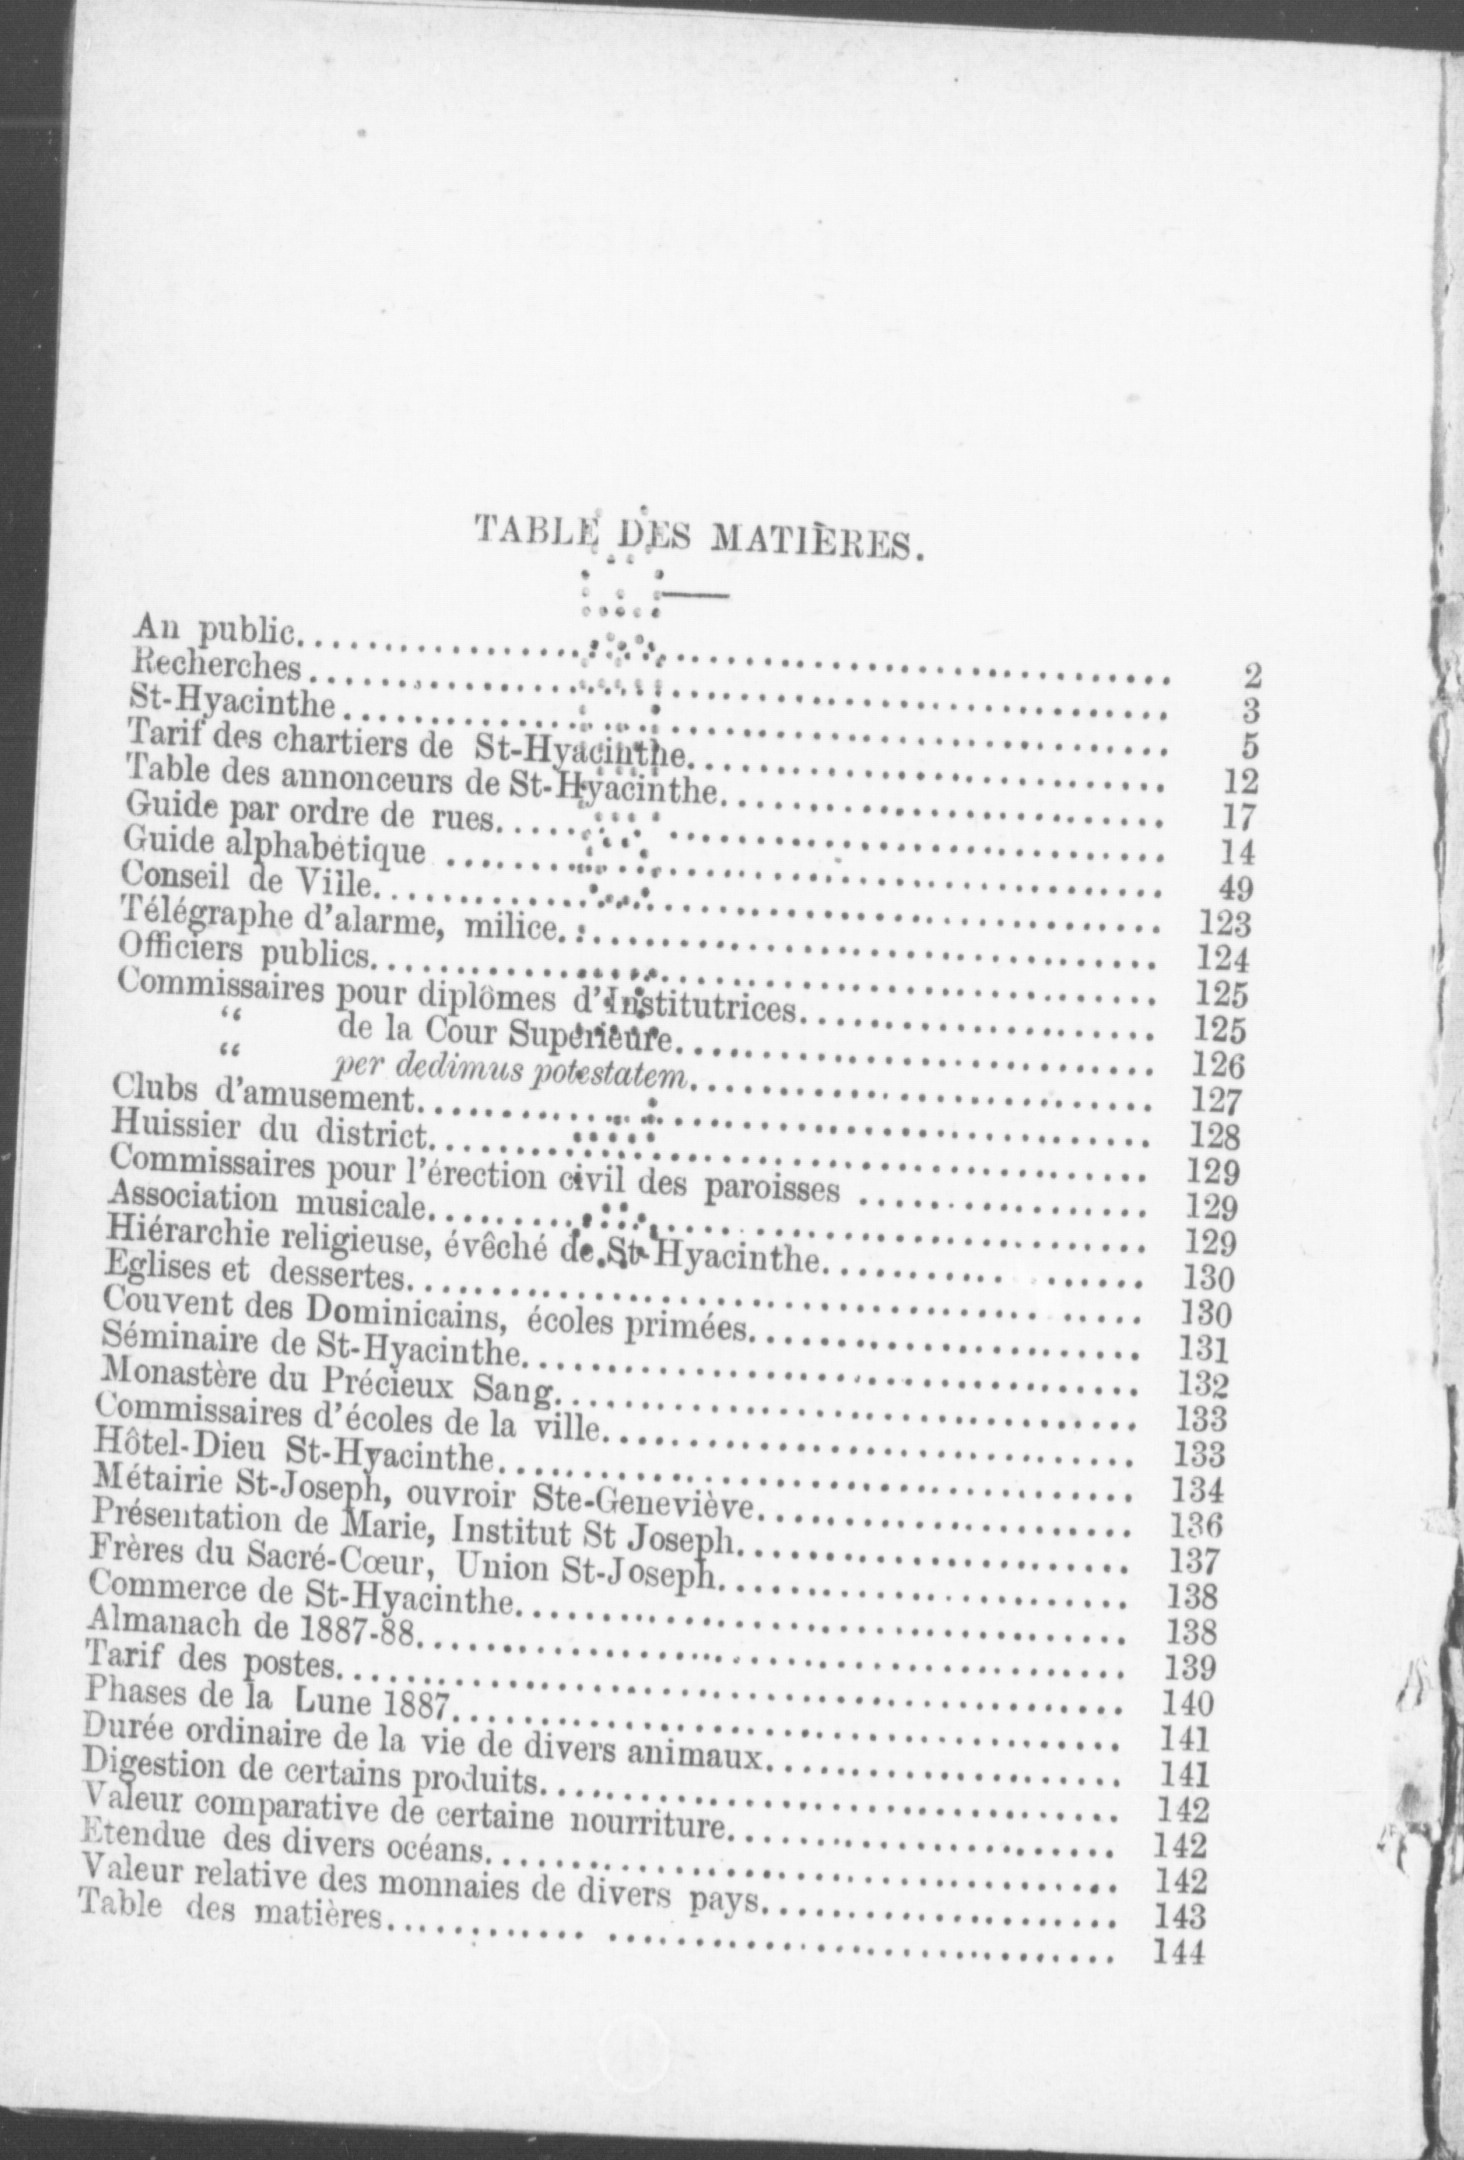 TABLE DES MATIÈRES.
An public 2
Recherches 3
St-Hyacinthe 5
Tarif des chartiers de St-Hyacinthe 12
Table des annonceurs de St-Hyacinthe 17
Guide par ordre de rues 14
Guide alphabétique 49
Conseil de Ville 123
Télégraphe d'alarme, milice 124
Officiers publics 125
Commissaires pour diplômes d'Institutrices 125
“ de la Cour Supérieure 126
“ per dedimus potestatem 127
Clubs d'amusement 128
Huissier du district 129
Commissaires pour l'érection civil des paroisses 129
Association musicale 129
Hiérarchie religieuse, évêché de St-Hyacinthe 130
Eglises et dessertes 130
Couvent des Dominicains, écoles primées 131
Séminaire de St-Hyacinthe 132
Monastère du Précieux Sang 133
Commissaires d'écoles de la ville 133
Hôtel-Dieu St-Hyacinthe 134
Métairie St-Joseph, ouvroir Ste-Geneviève 136
Présentation de Marie, Institut St Joseph 137
Frères du Sacré-Cœur, Union St-Joseph 138
Commerce de St-Hyacinthe 138
Almanach de 1887-88 139
Tarif des postes 140
Phases de la Lune 1887 141
Durée ordinaire de la vie de divers animaux 141
Digestion de certains produits 142
Valeur comparative de certaine nourriture 142
Etendue des divers océans 142
Valeur relative des monnaies de divers pays 143
Table des matières 144